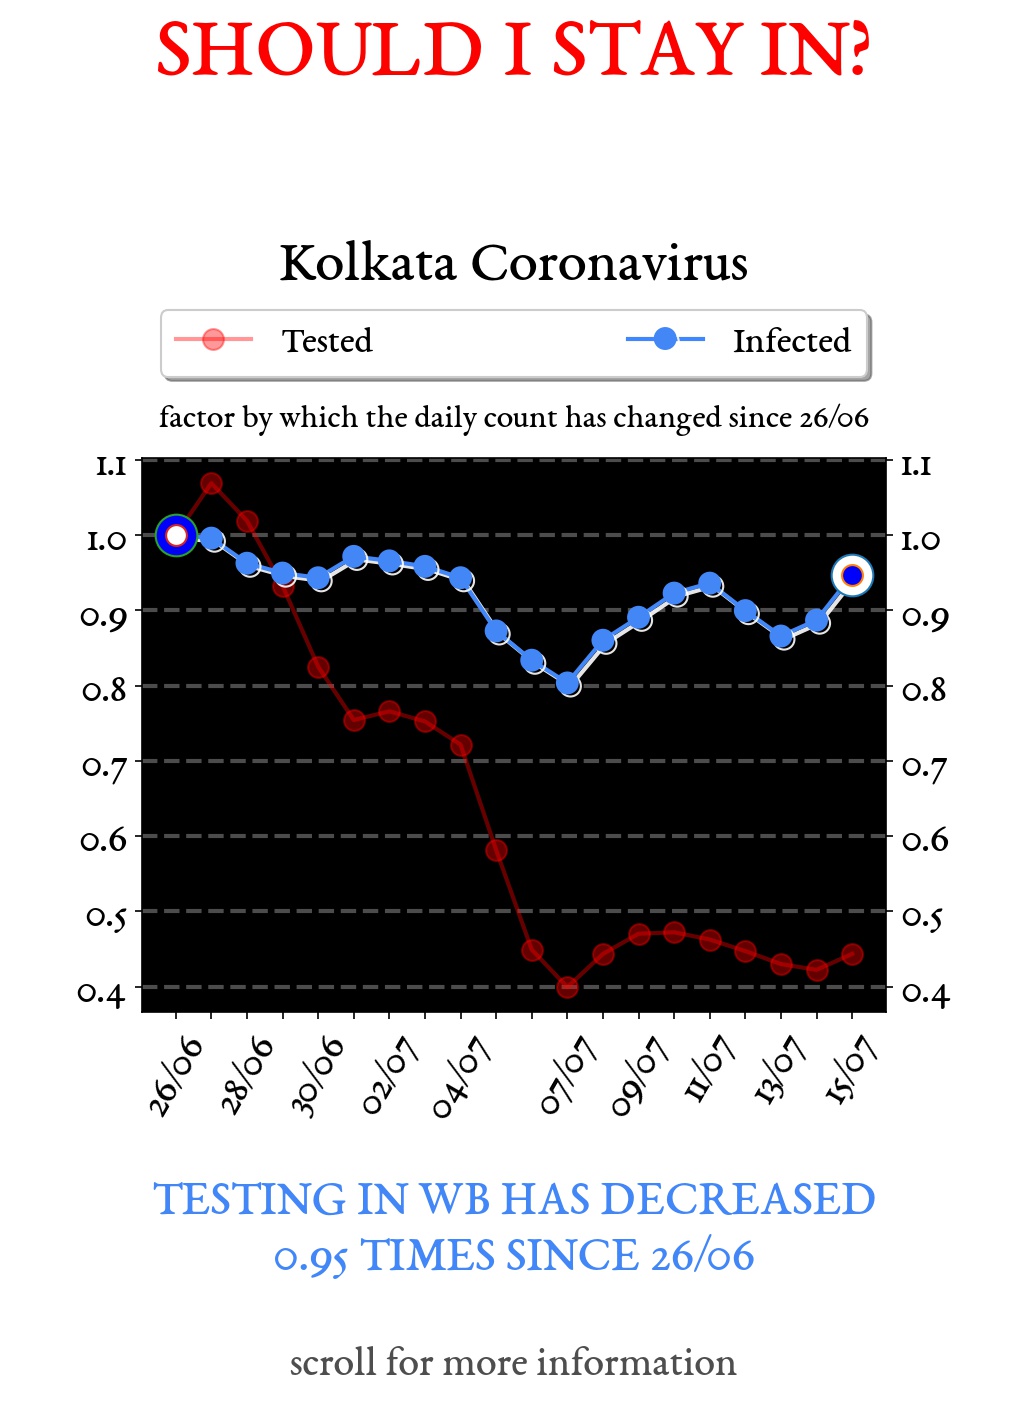 SHOULD I STAY IN?
Kolkata Coronavirus
Tested Infected
factor by which the daily count has changed since 26/06
1.1 1.1
1.0 1.0
0.9 0.9
0.8 0.8
0.7 0.7
0.6 0.6
0.5 0.5
0.4 0.4
26/06 28/06 30/06 02/07 04/07 07/07 09/07 11/07 13/07 15/07
TESTING IN WB HAS DECREASED
0.95 TIMES SINCE 26/06
scroll for more information